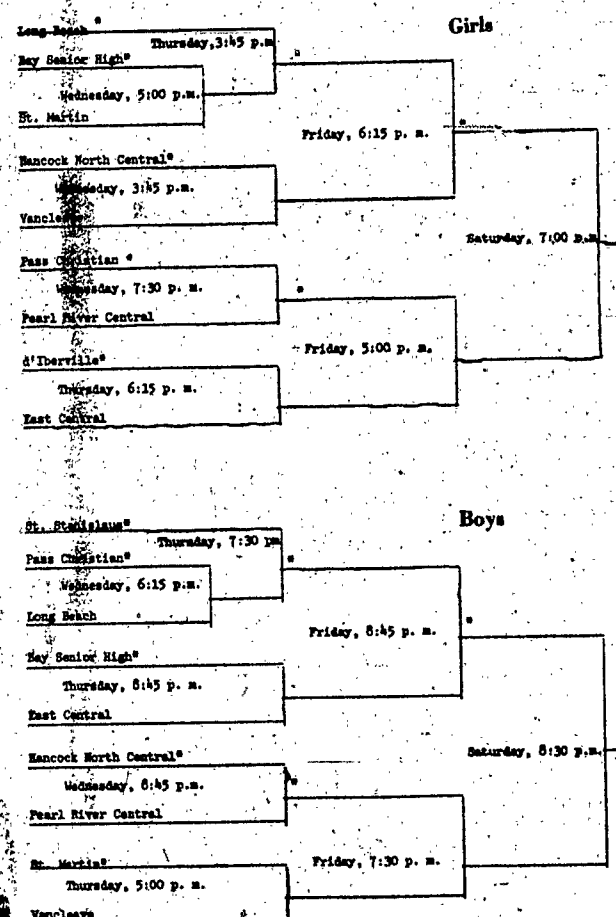 Girls
Long Beach *
Thursday, 3:45 p.m.
Bay Senior High*
Wednesday, 5:00 p.m.
St. Martin
Friday, 6:15 p. m.
Hancock North Central*
Wednesday, 3:45 p.m.
Vancleave
Saturday, 7:00 p.m.
Pass Christian *
Wednesday, 7:30 p. m.
Pearl River Central
Friday, 5:00 p. m.
d'Iberville*
Thursday, 6:15 p. m.
East Central
Boys
St. Stanislaus*
Thursday, 7:30 pm
Pass Christian*
Wednesday, 6:15 p.m.
Long Beach
Friday, 8:45 p. m.
Bay Senior High*
Thursday, 8:45 p. m.
East Central
Hancock North Central*
Saturday, 8:30 p.m.
Wednesday, 8:45 p.m.
Pearl River Central
St. Martin*
Friday, 7:30 p. m.
Thursday, 5:00 p.m.
Vancleave